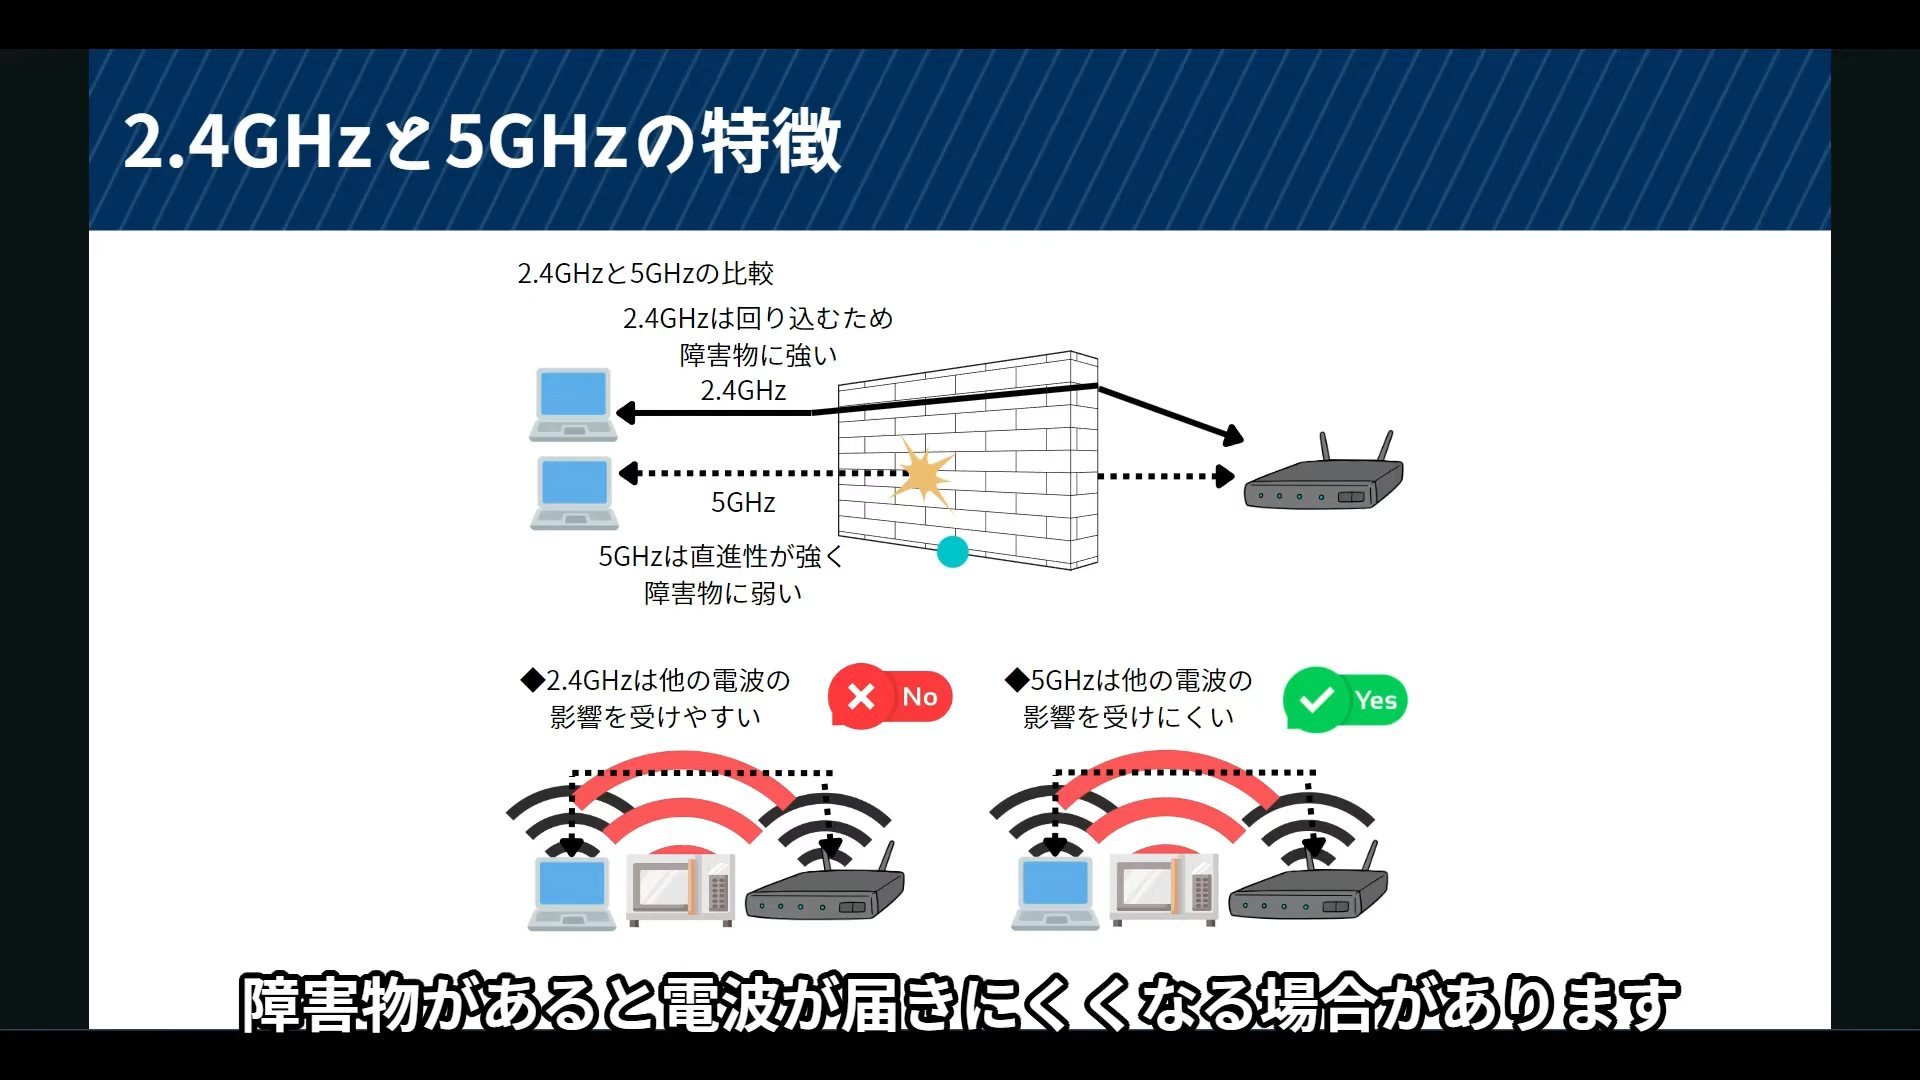 2.4GHzと5GHzの特徴
2.4GHzと5GHzの比較
2.4GHzは回り込むため
障害物に強い
2.4GHz
5GHz
5GHzは直進性が強く
障害物に弱い
◆2.4GHzは他の電波の
影響を受けやすい
No
◆5GHzは他の電波の
影響を受けにくい
Yes
障害物があると電波が届きにくくなる場合があります